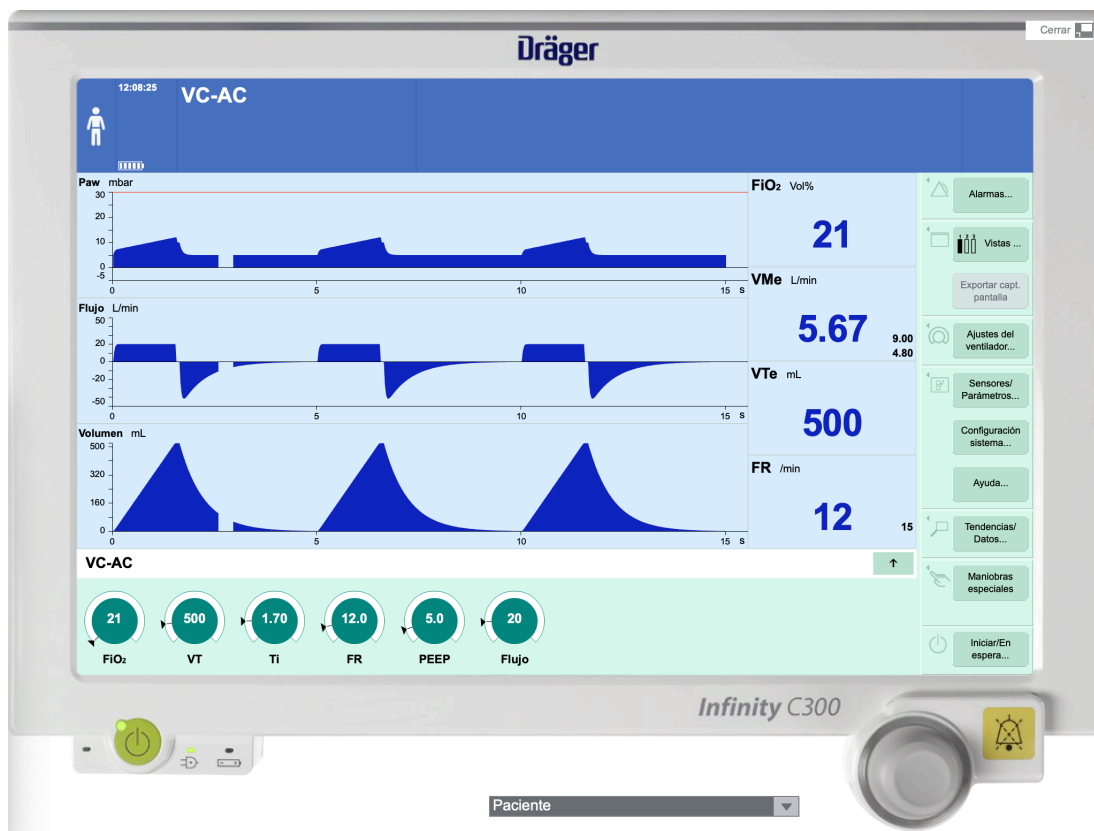 Cerrar
Dräger
12:08:25
VC-AC
Paw mbar
30
20
10
0
-5
0 5 10 15 s
Flujo L/min
50
20
0
-20
-50
0 5 10 15 s
Volumen mL
500
320
160
0
0 5 10 15 s
FiO₂ Vol%
21
VMe L/min
5.67
9.00
4.80
VTe mL
500
FR /min
12
15
Alarmas...
1 2 3
Vistas ...
Exportar capt.
pantalla
Ajustes del
ventilador...
Sensores/
Parámetros...
Configuración
sistema...
Ayuda...
Tendencias/
Datos...
Maniobras
especiales
Iniciar/En
espera...
VC-AC
21 500 1.70 12.0 5.0 20
FiO₂ VT Ti FR PEEP Flujo
Infinity C300
Paciente